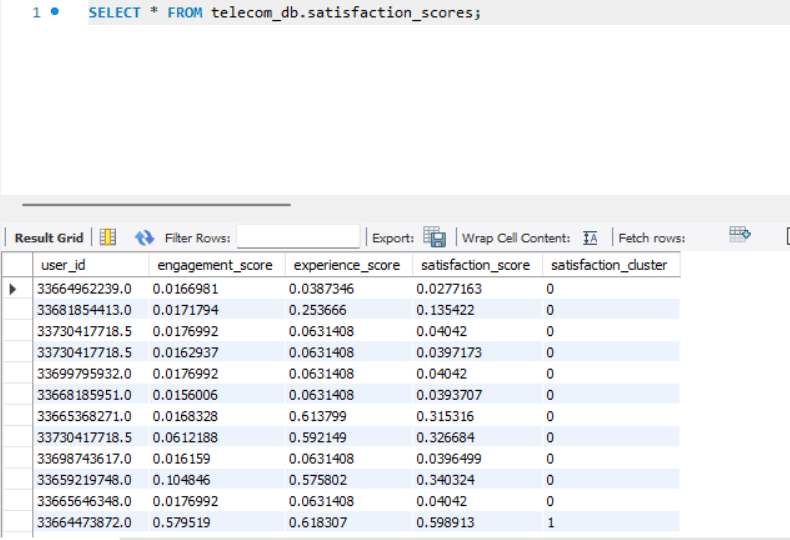 1 SELECT * FROM telecom_db.satisfaction_scores;
Result Grid Filter Rows: Export: Wrap Cell Content: IA Fetch rows:
user_id engagement_score experience_score satisfaction_score satisfaction_cluster
33664962239.0 0.0166981 0.0387346 0.0277163 0
33681854413.0 0.0171794 0.253666 0.135422 0
33730417718.5 0.0176992 0.0631408 0.04042 0
33730417718.5 0.0162937 0.0631408 0.0397173 0
33699795932.0 0.0176992 0.0631408 0.04042 0
33668185951.0 0.0156006 0.0631408 0.0393707 0
33665368271.0 0.0168328 0.613799 0.315316 0
33730417718.5 0.0612188 0.592149 0.326684 0
33698743617.0 0.016159 0.0631408 0.0396499 0
33659219748.0 0.104846 0.575802 0.340324 0
33665646348.0 0.0176992 0.0631408 0.04042 0
33664473872.0 0.579519 0.618307 0.598913 1